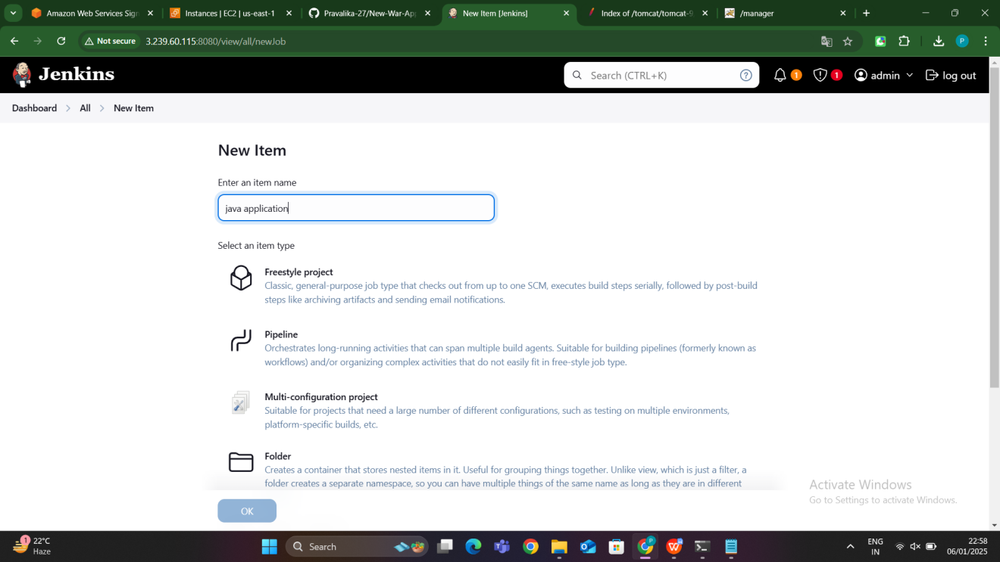 Amazon Web Services Sign
Instances | EC2 | us-east-1
Pravalika-27/New-War-App
New Item [Jenkins]
Index of /tomcat/tomcat-9
/manager
Not secure
3.239.60.115:8080/view/all/newJob
P
Jenkins
Search (CTRL+K)
?
1
1
admin
log out
Dashboard
All
New Item
New Item
Enter an item name
java application
Select an item type
Freestyle project
Classic, general-purpose job type that checks out from up to one SCM, executes build steps serially, followed by post-build
steps like archiving artifacts and sending email notifications.
Pipeline
Orchestrates long-running activities that can span multiple build agents. Suitable for building pipelines (formerly known as
workflows) and/or organizing complex activities that do not easily fit in free-style job type.
Multi-configuration project
Suitable for projects that need a large number of different configurations, such as testing on multiple environments,
platform-specific builds, etc.
Folder
Creates a container that stores nested items in it. Useful for grouping things together. Unlike view, which is just a filter, a
folder creates a separate namespace, so you can have multiple things of the same name as long as they are in different
OK
Activate Windows
Go to Settings to activate Windows.
1
22°C
Haze
Search
ENG
IN
22:58
06/01/2025